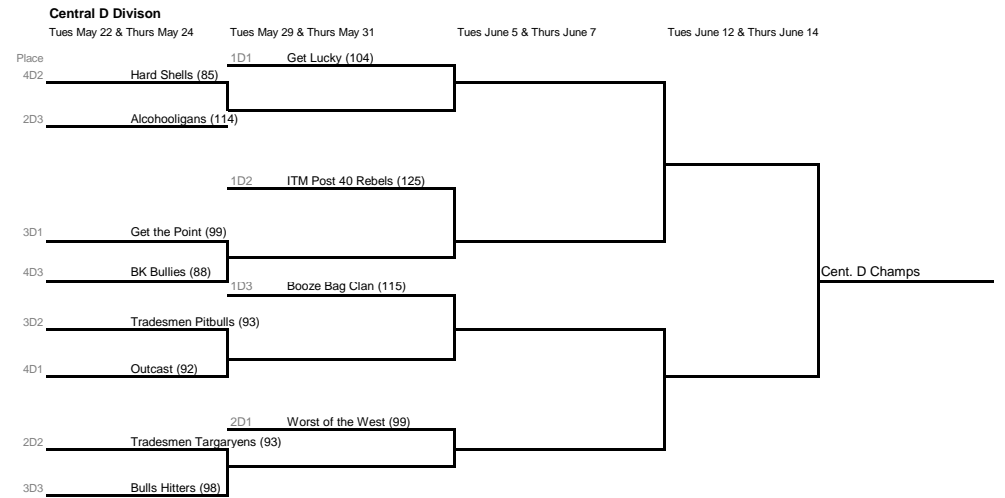 Central D Divison
Tues May 22 & Thurs May 24 Tues May 29 & Thurs May 31 Tues June 5 & Thurs June 7 Tues June 12 & Thurs June 14
Place 1D1 Get Lucky (104)
4D2 Hard Shells (85)
2D3 Alcohooligans (114)
1D2 ITM Post 40 Rebels (125)
3D1 Get the Point (99)
4D3 BK Bullies (88) Cent. D Champs
1D3 Booze Bag Clan (115)
3D2 Tradesmen Pitbulls (93)
4D1 Outcast (92)
2D1 Worst of the West (99)
2D2 Tradesmen Targaryens (93)
3D3 Bulls Hitters (98)